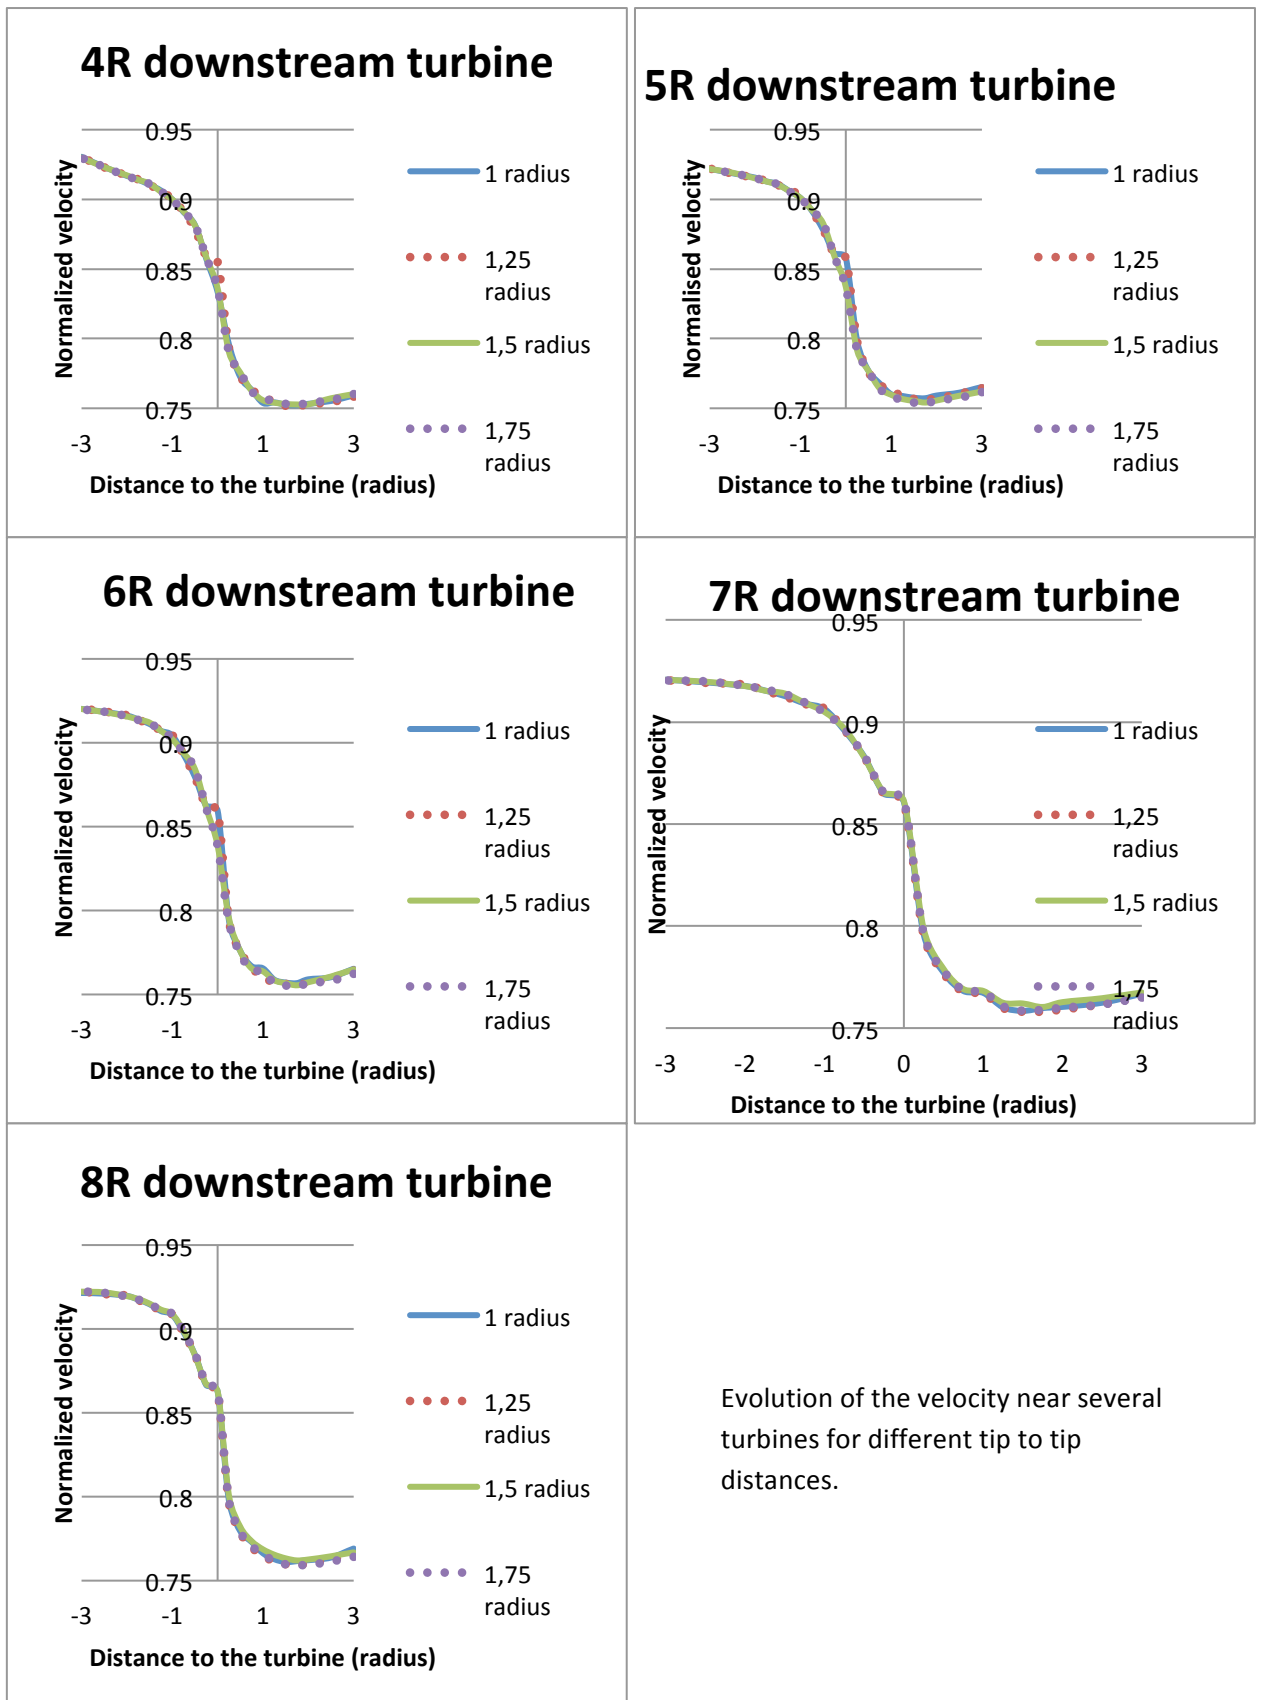 4R downstream turbine
0.95
0.9
0.85
0.8
0.75
-3 -1 1 3
Normalized velocity
Distance to the turbine (radius)
1 radius
1,25
radius
1,5 radius
1,75
radius
5R downstream turbine
0.95
0.9
0.85
0.8
0.75
-3 -1 1 3
Normalised velocity
Distance to the turbine (radius)
1 radius
1,25
radius
1,5 radius
1,75
radius
6R downstream turbine
0.95
0.9
0.85
0.8
0.75
-3 -1 1 3
Normalized velocity
Distance to the turbine (radius)
1 radius
1,25
radius
1,5 radius
1,75
radius
7R downstream turbine
0.95
0.9
0.85
0.8
0.75
-3 -2 -1 0 1 2 3
Normalized velocity
Distance to the turbine (radius)
1 radius
1,25
radius
1,5 radius
1,75
radius
8R downstream turbine
0.95
0.9
0.85
0.8
0.75
-3 -1 1 3
Normalized velocity
Distance to the turbine (radius)
1 radius
1,25
radius
1,5 radius
1,75
radius
Evolution of the velocity near several
turbines for different tip to tip
distances.